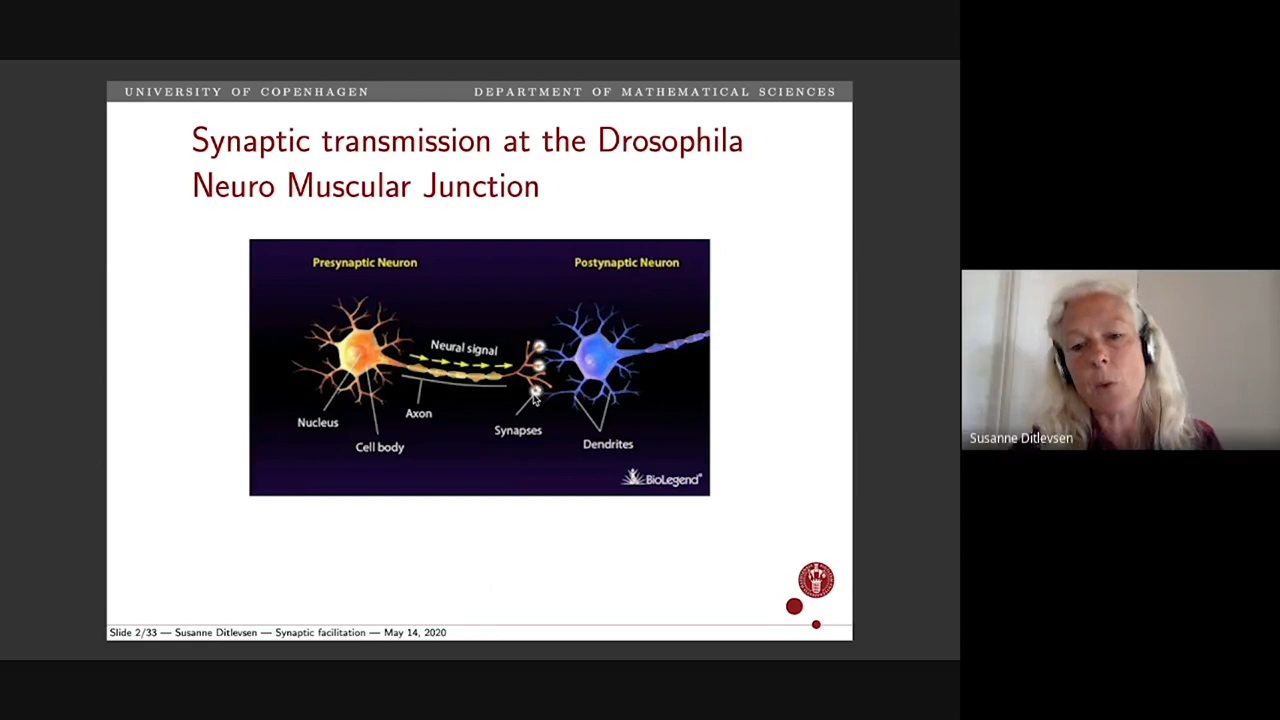 UNIVERSITY OF COPENHAGEN
DEPARTMENT OF MATHEMATICAL SCIENCES
Synaptic transmission at the Drosophila
Neuro Muscular Junction
Presynaptic Neuron
Postynaptic Neuron
Neural signal
Nucleus
Axon
Cell body
Synapses
Dendrites
BioLegend®
Slide 2/33 — Susanne Ditlevsen — Synaptic facilitation — May 14, 2020
Susanne Ditlevsen